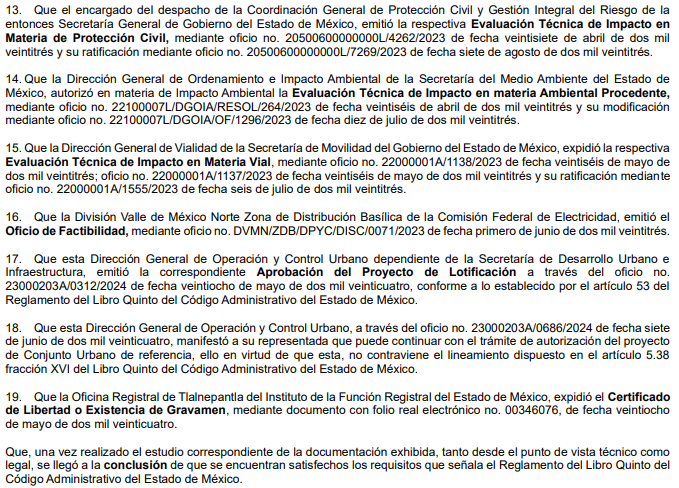 13. Que el encargado del despacho de la Coordinación General de Protección Civil y Gestión Integral del Riesgo de la
entonces Secretaría General de Gobierno del Estado de México, emitió la respectiva Evaluación Técnica de Impacto en
Materia de Protección Civil, mediante oficio no. 20500600000000L/4262/2023 de fecha veintisiete de abril de dos mil
veintitrés y su ratificación mediante oficio no. 20500600000000L/7269/2023 de fecha siete de agosto de dos mil veintitrés.
14. Que la Dirección General de Ordenamiento e Impacto Ambiental de la Secretaría del Medio Ambiente del Estado de
México, autorizó en materia de Impacto Ambiental la Evaluación Técnica de Impacto en materia Ambiental Procedente,
mediante oficio no. 22100007L/DGOIA/RESOL/264/2023 de fecha veintiséis de abril de dos mil veintitrés y su modificación
mediante oficio no. 22100007L/DGOIA/OF/1296/2023 de fecha diez de julio de dos mil veintitrés.
15. Que la Dirección General de Vialidad de la Secretaría de Movilidad del Gobierno del Estado de México, expidió la respectiva
Evaluación Técnica de Impacto en Materia Vial, mediante oficio no. 22000001A/1138/2023 de fecha veintiséis de mayo de
dos mil veintitrés; oficio no. 22000001A/1137/2023 de fecha veintiséis de mayo de dos mil veintitrés y su ratificación mediante
oficio no. 22000001A/1555/2023 de fecha seis de julio de dos mil veintitrés.
16. Que la División Valle de México Norte Zona de Distribución Basílica de la Comisión Federal de Electricidad, emitió el
Oficio de Factibilidad, mediante oficio no. DVMN/ZDB/DPYC/DISC/0071/2023 de fecha primero de junio de dos mil veintitrés.
17. Que esta Dirección General de Operación y Control Urbano dependiente de la Secretaría de Desarrollo Urbano e
Infraestructura, emitió la correspondiente Aprobación del Proyecto de Lotificación a través del oficio no.
23000203A/0312/2024 de fecha veintiocho de mayo de dos mil veinticuatro, conforme a lo establecido por el artículo 53 del
Reglamento del Libro Quinto del Código Administrativo del Estado de México.
18. Que esta Dirección General de Operación y Control Urbano, a través del oficio no. 23000203A/0686/2024 de fecha siete
de junio de dos mil veinticuatro, manifestó a su representada que puede continuar con el trámite de autorización del proyecto
de Conjunto Urbano de referencia, ello en virtud de que esta, no contraviene el lineamiento dispuesto en el artículo 5.38
fracción XVI del Libro Quinto del Código Administrativo del Estado de México.
19. Que la Oficina Registral de Tlalnepantla del Instituto de la Función Registral del Estado de México, expidió el Certificado
de Libertad o Existencia de Gravamen, mediante documento con folio real electrónico no. 00346076, de fecha veintiocho
de mayo de dos mil veinticuatro.
Que, una vez realizado el estudio correspondiente de la documentación exhibida, tanto desde el punto de vista técnico como
legal, se llegó a la conclusión de que se encuentran satisfechos los requisitos que señala el Reglamento del Libro Quinto del
Código Administrativo del Estado de México.